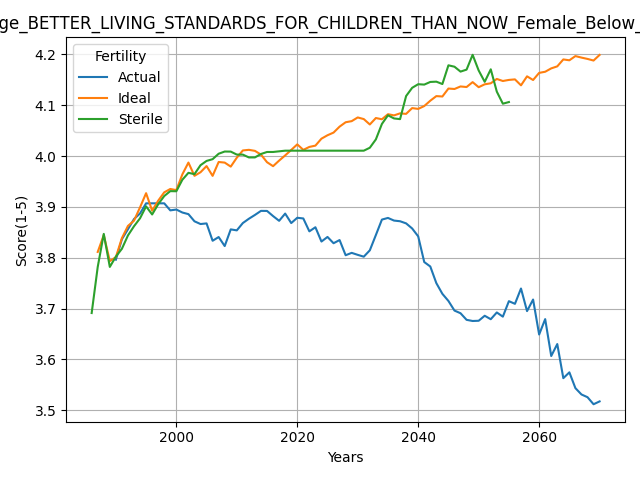 ge_BETTER_LIVING_STANDARDS_FOR_CHILDREN_THAN_NOW_Female_Below_
Fertility
Actual
Ideal
Sterile
4.2
4.1
4.0
3.9
3.8
3.7
3.6
3.5
Score(1-5)
2000
2020
2040
2060
Years